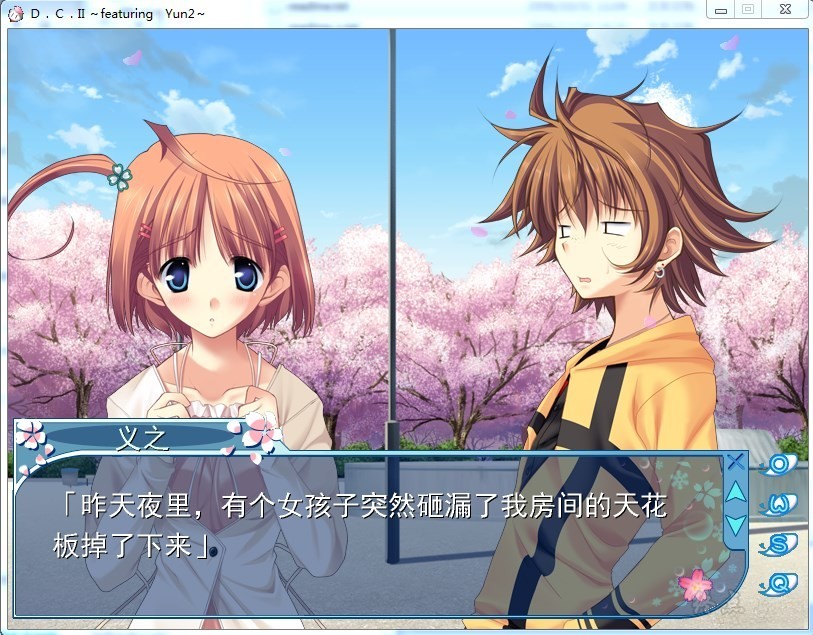 D．C．Ⅱ ~featuring Yun2~
义之
「昨天夜里，有个女孩子突然砸漏了我房间的天花
板掉了下来」
O
W
S
Q